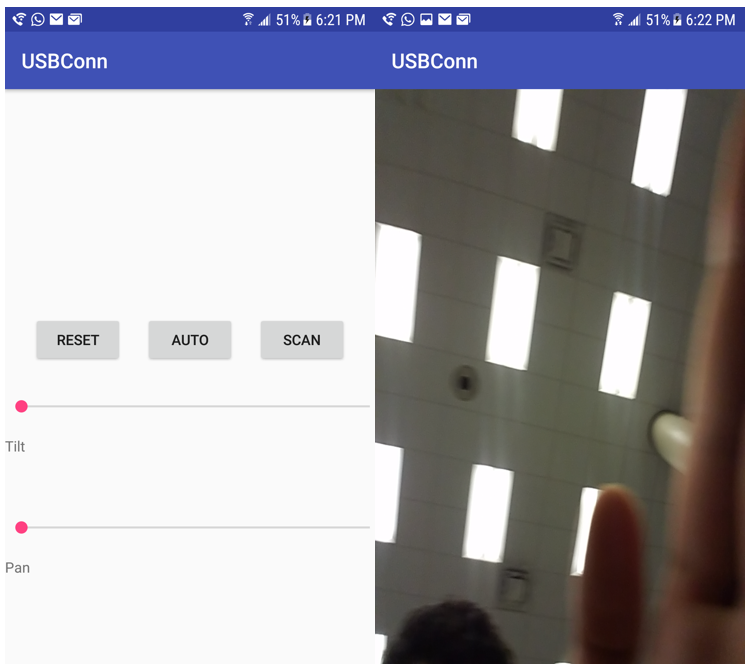 51% 6:21 PM
USBConn
RESET AUTO SCAN
Tilt
Pan
51% 6:22 PM
USBConn